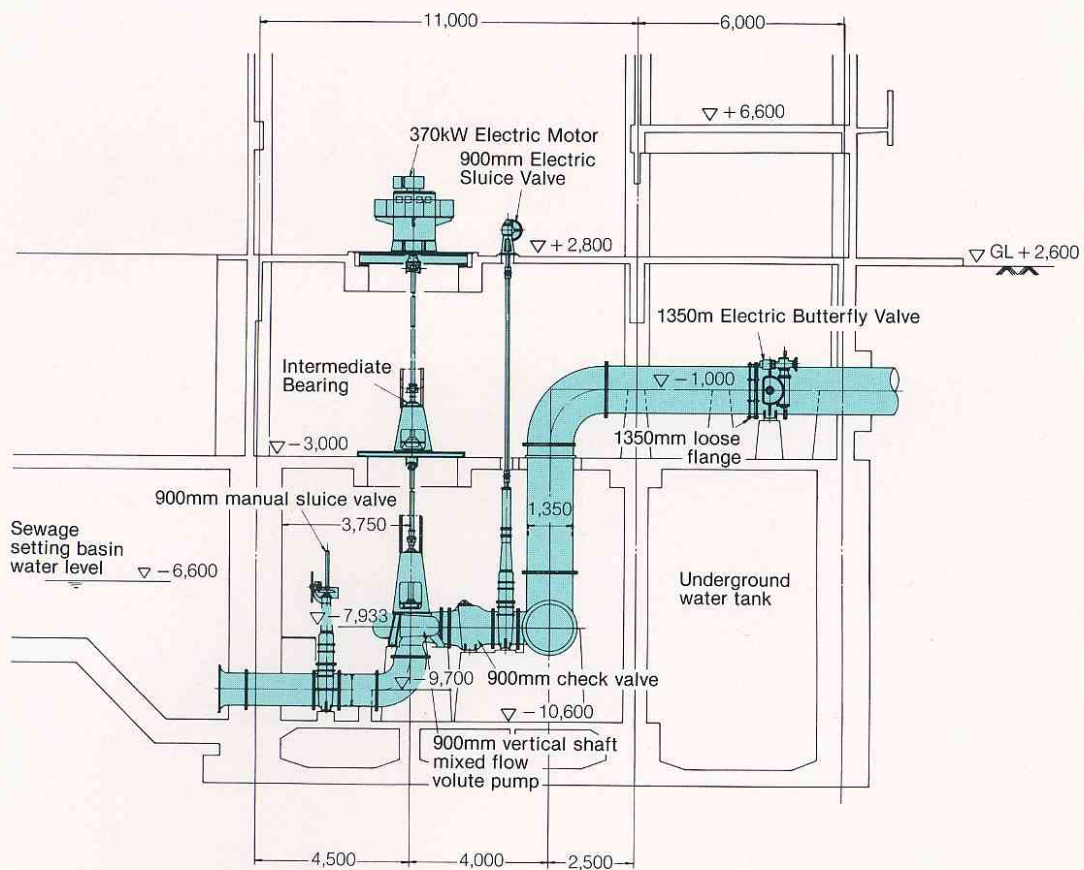 11,000
6,000
▽ +6,600
370kW Electric Motor
900mm Electric
Sluice Valve
▽ +2,800
▽ GL +2,600
1350m Electric Butterfly Valve
Intermediate
Bearing
▽ −1,000
▽ −3,000
1350mm loose
flange
900mm manual sluice valve
3,750
1,350
Sewage
setting basin
water level
▽ −6,600
Underground
water tank
▽ −7,933
▽ −9,700
900mm check valve
▽ −10,600
900mm vertical shaft
mixed flow
volute pump
4,500
4,000
2,500